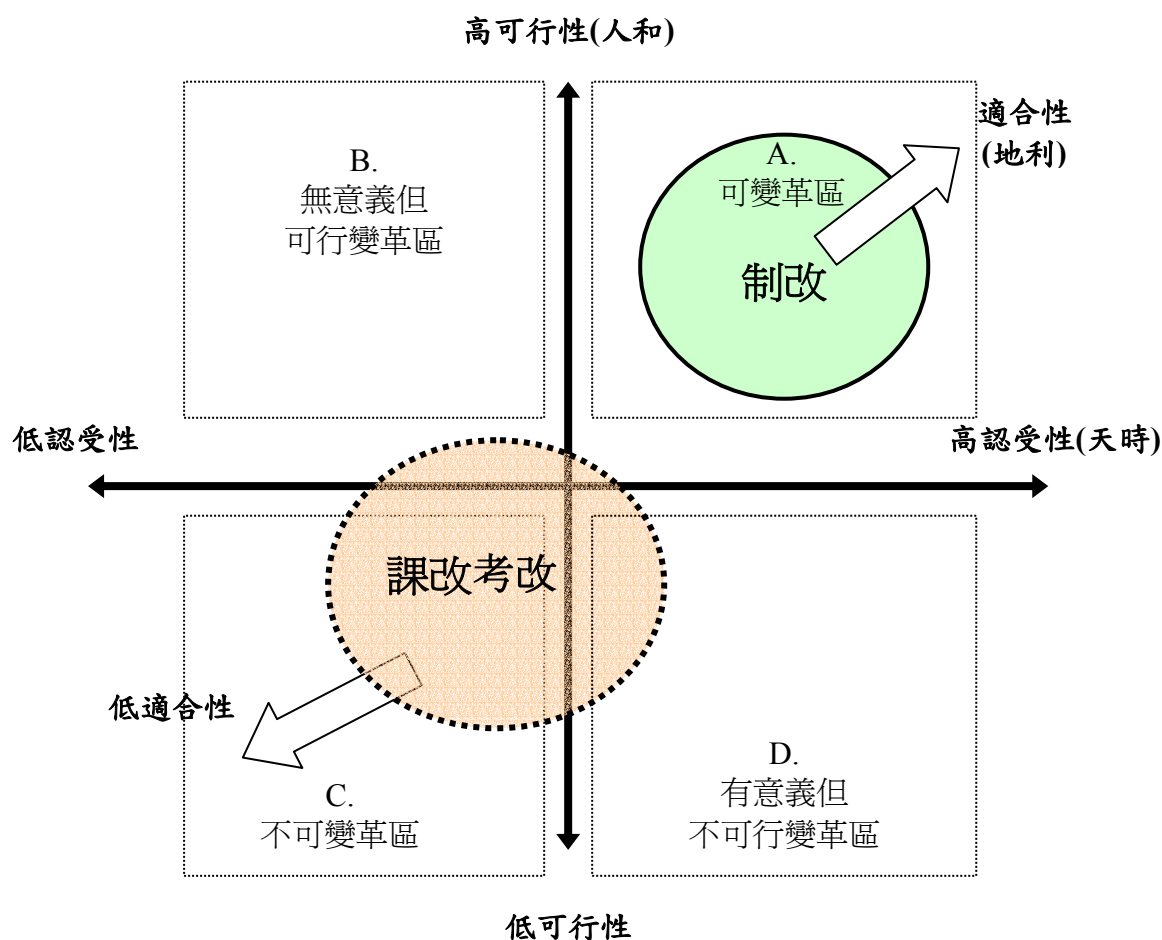 高可行性(人和)
適合性
(地利)
B.
無意義但
可行變革區
A.
可變革區
制改
低認受性
高認受性(天時)
課改考改
低適合性
C.
不可變革區
D.
有意義但
不可行變革區
低可行性